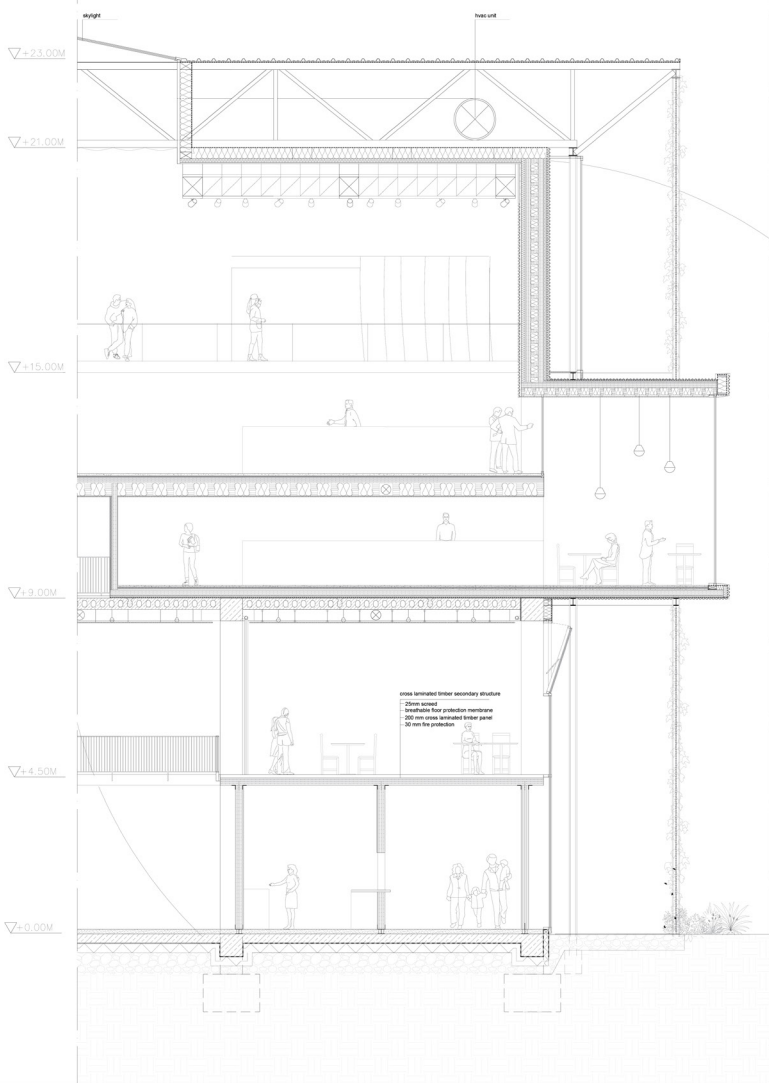 skylight
hvac unit
+23.00M
+21.00M
+15.00M
+9.00M
cross laminated timber secondary structure
25mm screed
breathable floor protection membrane
200 mm cross laminated timber panel
30 mm fire protection
+4.50M
+0.00M